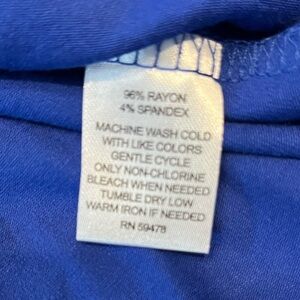 96% RAYON
4% SPANDEX
MACHINE WASH COLD
WITH LIKE COLORS
GENTLE CYCLE
ONLY NON-CHLORINE
BLEACH WHEN NEEDED
TUMBLE DRY LOW
WARM IRON IF NEEDED
RN 59478